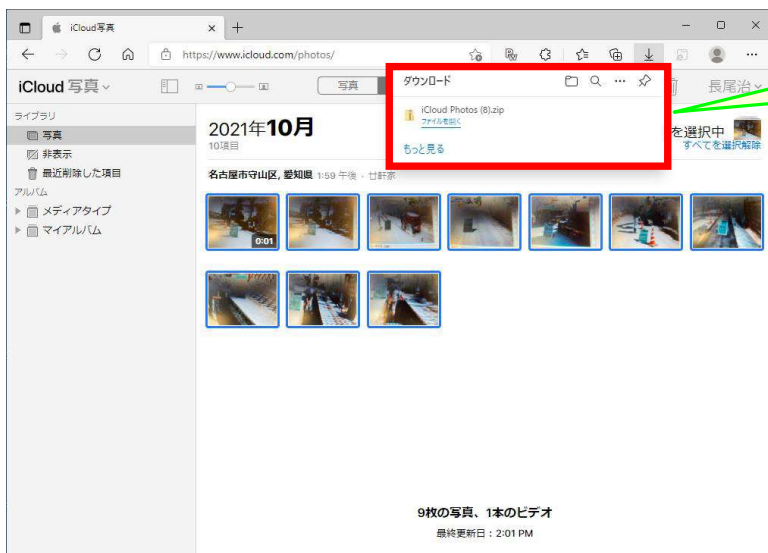 iCloud写真
https://www.icloud.com/photos/
iCloud 写真
写真
長尾治
ダウンロード
iCloud Photos (8).zip
ファイルを開く
もっと見る
を選択中
すべてを選択解除
ライブラリ
写真
非表示
最近削除した項目
アルバム
メディアタイプ
マイアルバム
2021年10月
10項目
名古屋市守山区, 愛知県 1:59 午後
0:01
9枚の写真、1本のビデオ
最終更新日：2:01 PM